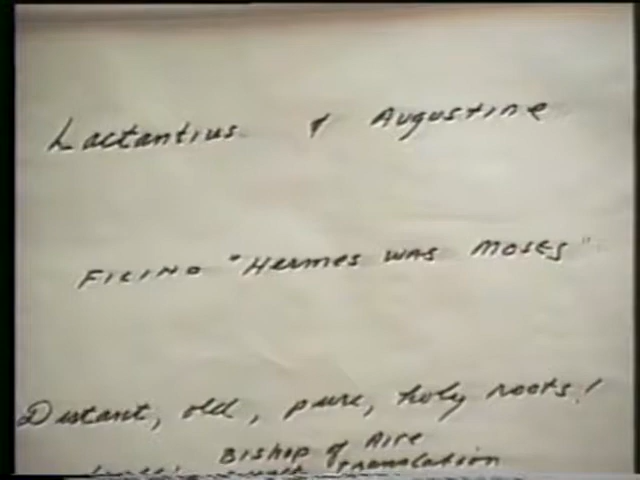 Lactantius & Augustine
FICINO "Hermes was Moses"
Distant, old, pure, holy roots!
Bishop of Aire
translation